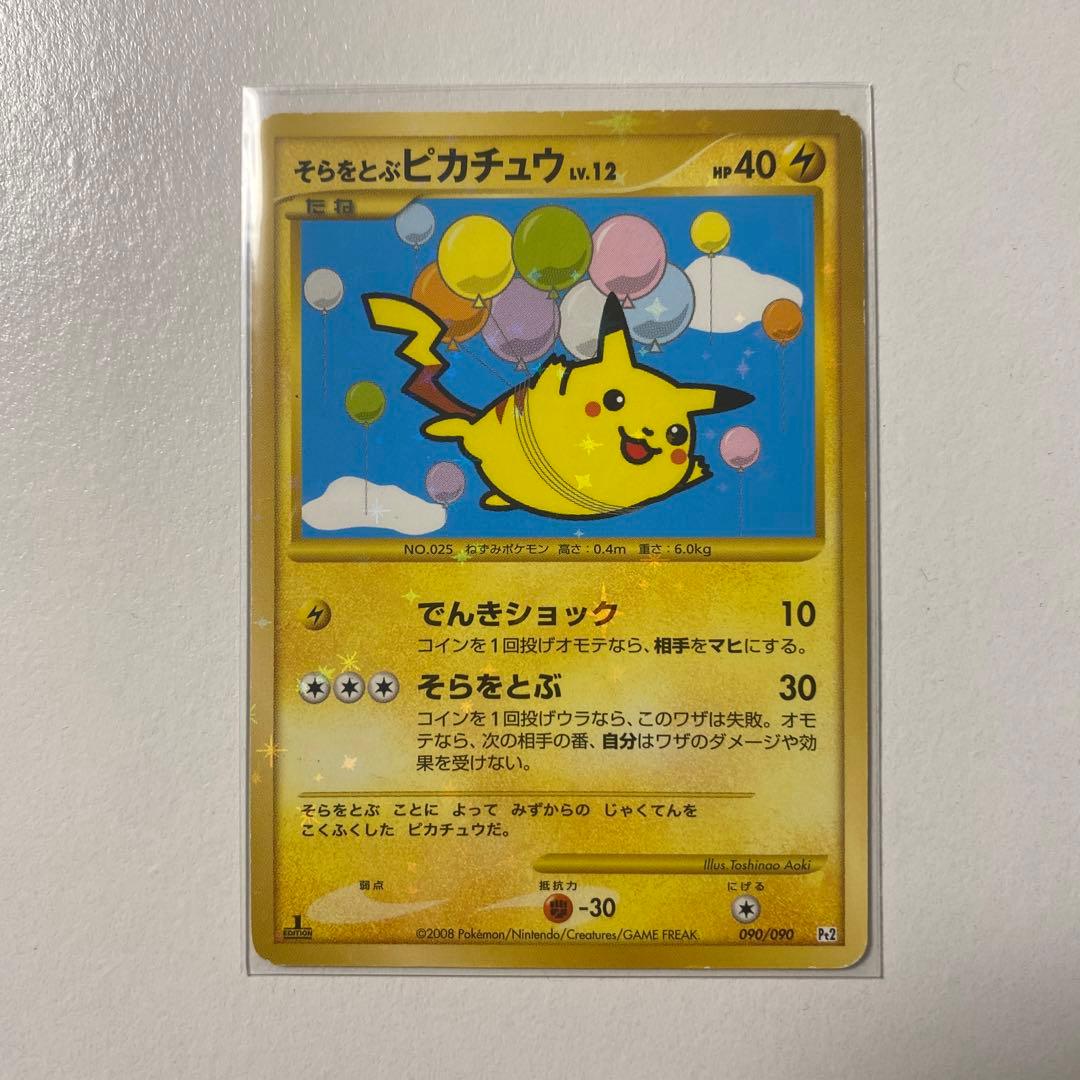 そらをとぶピカチュウ LV.12 HP 40
たね
NO.025 ねずみポケモン 高さ:0.4m 重さ:6.0kg
でんきショック 10
コインを1回投げオモテなら、相手をマヒにする。
そらをとぶ 30
コインを1回投げウラなら、このワザは失敗。オモ
テなら、次の相手の番、自分はワザのダメージや効
果を受けない。
そらをとぶ ことに よって みずからの じゃくてんを
こくふくした ピカチュウだ。
Illus. Toshinao Aoki
弱点 抵抗力 にげる
-30
1 EDITION
©2008 Pokémon/Nintendo/Creatures/GAME FREAK.
090/090 Pt2